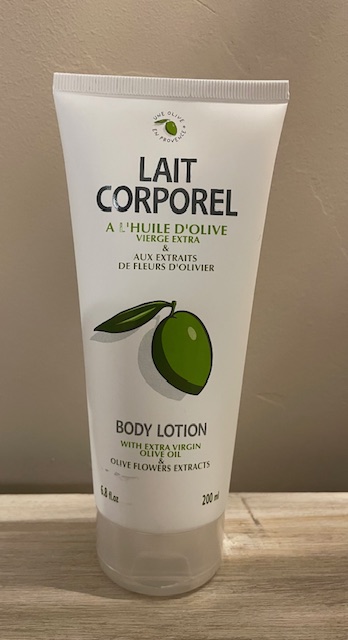 UNE OLIVE
EN PROVENCE
LAIT
CORPOREL
A L'HUILE D'OLIVE
VIERGE EXTRA
&
AUX EXTRAITS
DE FLEURS D'OLIVIER
BODY LOTION
WITH EXTRA VIRGIN
OLIVE OIL
&
OLIVE FLOWERS EXTRACTS
6.8 fl.oz
200 ml